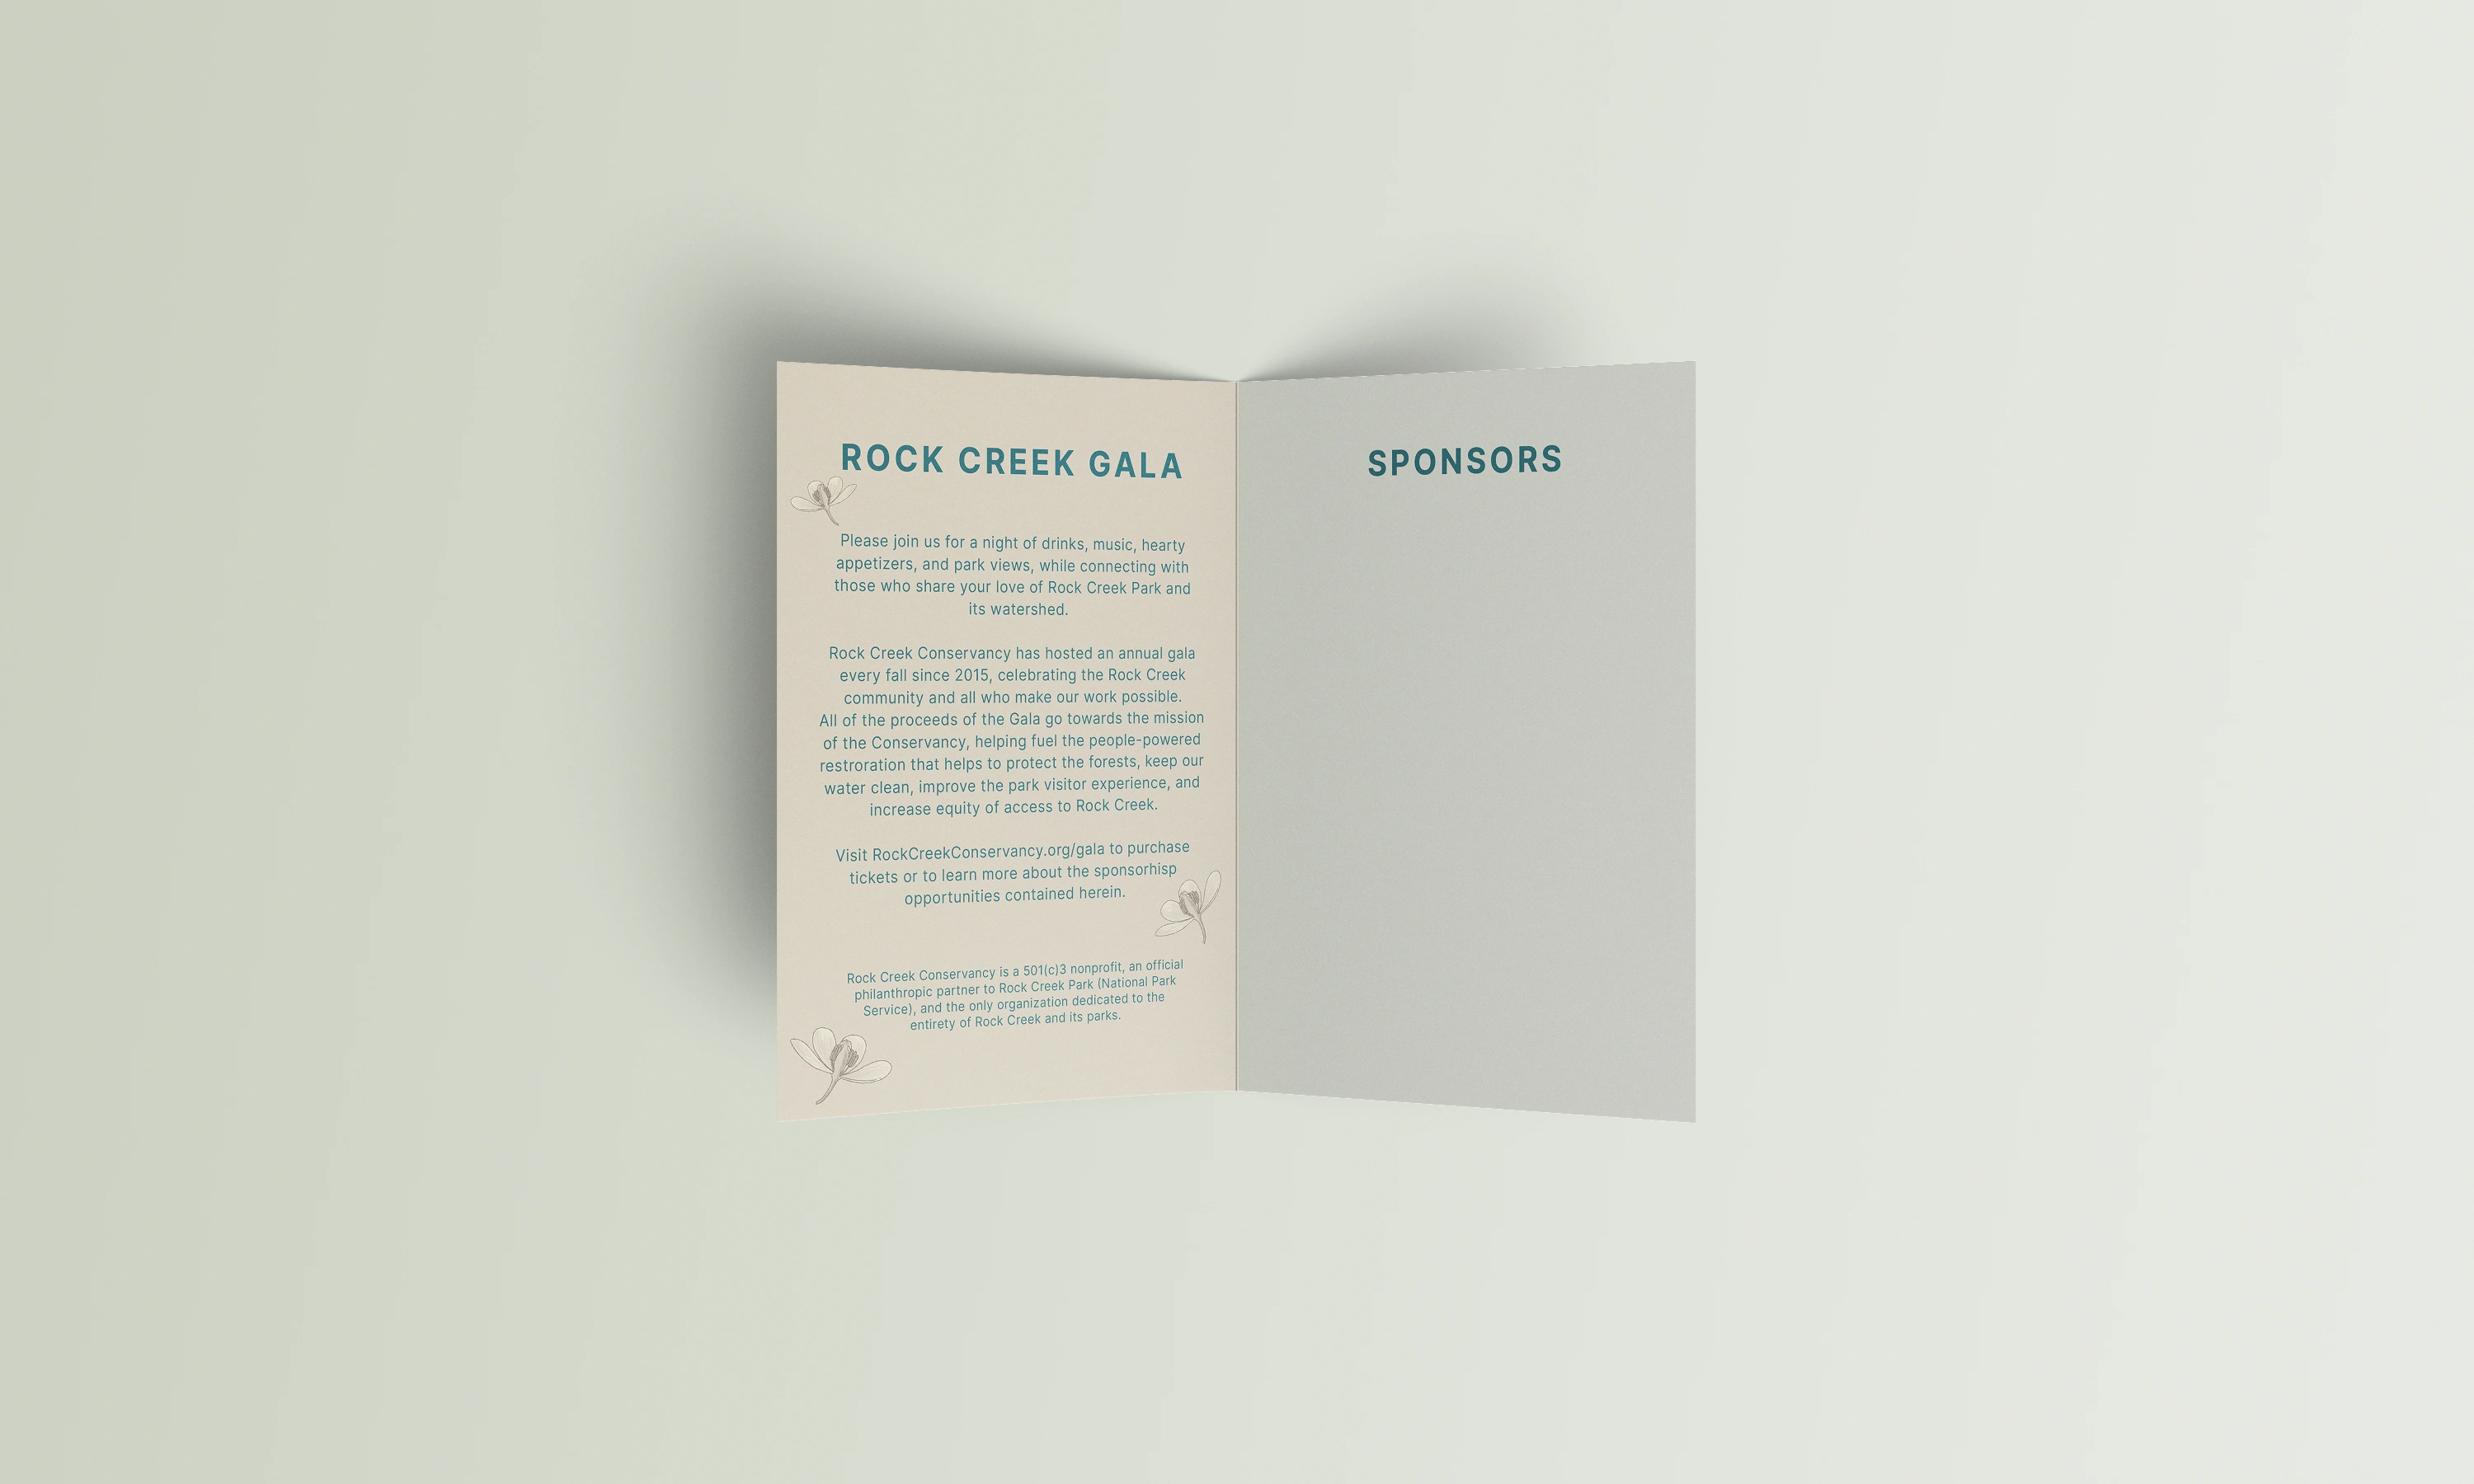 ROCK CREEK GALA
Please join us for a night of drinks, music, hearty
appetizers, and park views, while connecting with
those who share your love of Rock Creek Park and
its watershed.
Rock Creek Conservancy has hosted an annual gala
every fall since 2015, celebrating the Rock Creek
community and all who make our work possible.
All of the proceeds of the Gala go towards the mission
of the Conservancy, helping fuel the people-powered
restroration that helps to protect the forests, keep our
water clean, improve the park visitor experience, and
increase equity of access to Rock Creek.
Visit RockCreekConservancy.org/gala to purchase
tickets or to learn more about the sponsorhisp
opportunities contained herein.
Rock Creek Conservancy is a 501(c)3 nonprofit, an official
philanthropic partner to Rock Creek Park (National Park
Service), and the only organization dedicated to the
entirety of Rock Creek and its parks.
SPONSORS